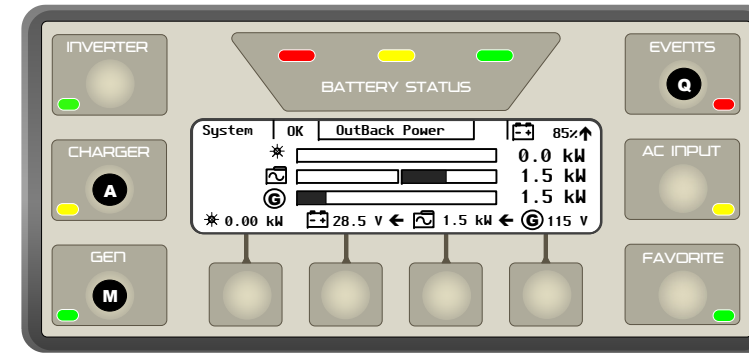 INVERTER
CHARGER
A
GEN
M
BATTERY STATUS
System OK OutBack Power 85%
0.0 kW
1.5 kW
G 1.5 kW
0.00 kW 28.5 V 1.5 kW G 115 V
EVENTS
Q
AC INPUT
FAVORITE